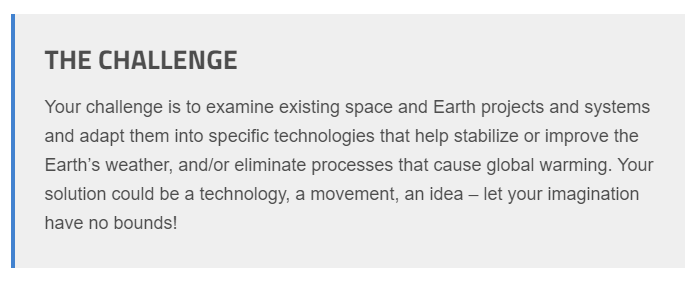 THE CHALLENGE
Your challenge is to examine existing space and Earth projects and systems
and adapt them into specific technologies that help stabilize or improve the
Earth’s weather, and/or eliminate processes that cause global warming. Your
solution could be a technology, a movement, an idea – let your imagination
have no bounds!